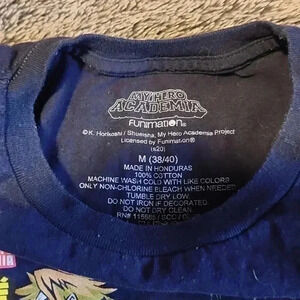 MY HERO
ACADEMIA
FUNIMATION®
© K. Horikoshi / Shueisha, My Hero Academia Project
Licensed by Funimation®
(s20)
M (38/40)
MADE IN HONDURAS
100% COTTON
MACHINE WASH COLD WITH LIKE COLORS
ONLY NON-CHLORINE BLEACH WHEN NEEDED
TUMBLE DRY LOW
DO NOT IRON IF DECORATED
DO NOT DRY CLEAN
RN#